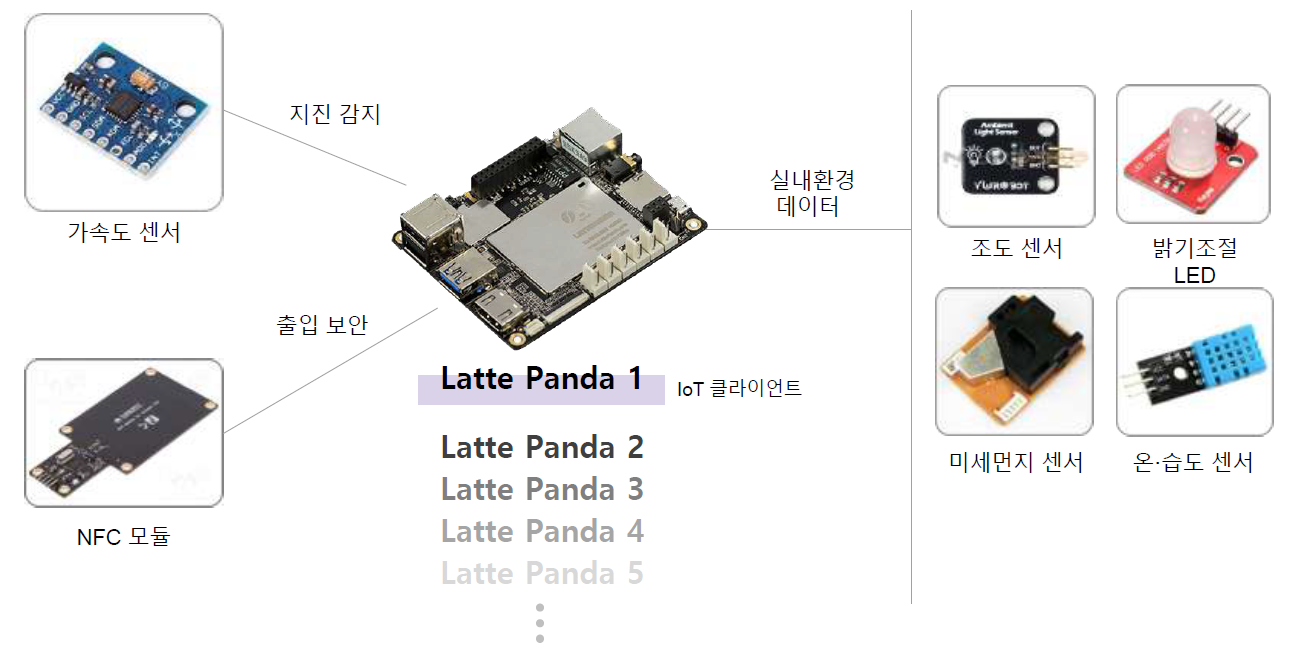 지진 감지
가속도 센서
출입 보안
NFC 모듈
Latte Panda 1
IoT 클라이언트
Latte Panda 2
Latte Panda 3
Latte Panda 4
Latte Panda 5
실내환경
데이터
Ambient
Light Sensor
조도 센서
밝기조절
LED
미세먼지 센서
온·습도 센서